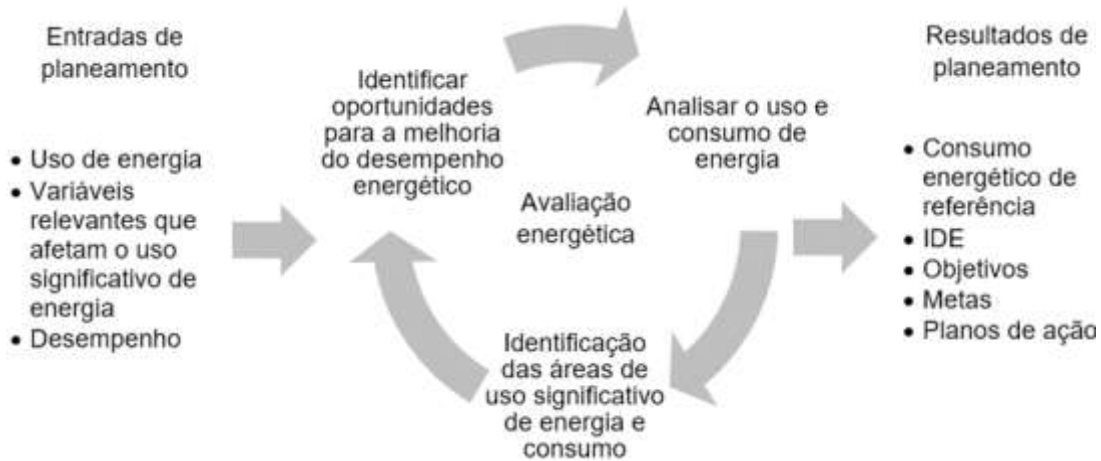 Entradas de
planeamento
• Uso de energia
• Variáveis
relevantes que
afetam o uso
significativo de
energia
• Desempenho
Identificar
oportunidades
para a melhoria
do desempenho
energético
Analisar o uso e
consumo de
energia
Avaliação
energética
Identificação
das áreas de
uso significativo
de energia e
consumo
Resultados de
planeamento
• Consumo
energético de
referência
• IDE
• Objetivos
• Metas
• Planos de ação